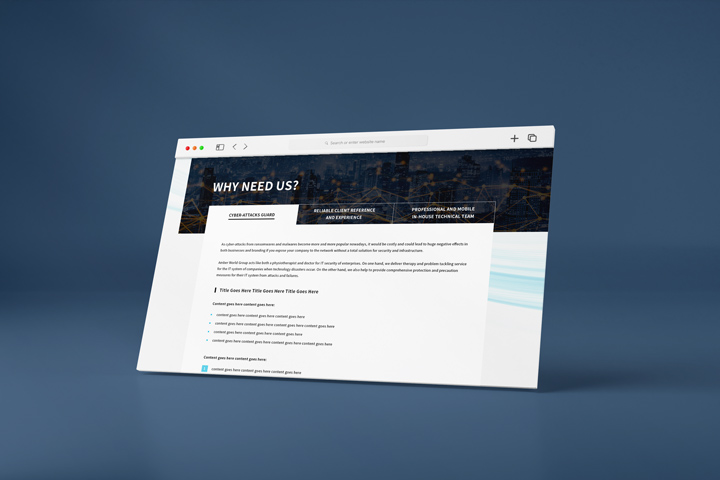 Search or enter website name
WHY NEED US?
CYBER-ATTACKS GUARD
RELIABLE CLIENT REFERENCE
AND EXPERIENCE
PROFESSIONAL AND MOBILE
IN-HOUSE TECHNICAL TEAM
As cyber-attacks from ransomwares and malwares become more and more popular nowadays, it would be costly and could lead to huge negative effects to
both businesses and branding if you expose your company to the network without a total solution for security and infrastructure.
Amber World Group acts like both a physiotherapist and doctor for IT security of enterprises. On one hand, we deliver therapy and problem tackling service
for the IT system of companies when technology disasters occur. On the other hand, we also help to provide comprehensive protection and precaution
measures for their IT system from attacks and failures.
Title Goes Here Title Goes Here Title Goes Here
Content goes here content goes here:
content goes here content goes here content goes here
content goes here content goes here content goes here content goes here
content goes here content goes here content goes here
content goes here content goes here content goes here content goes here
Content goes here content goes here:
content goes here content goes here content goes here